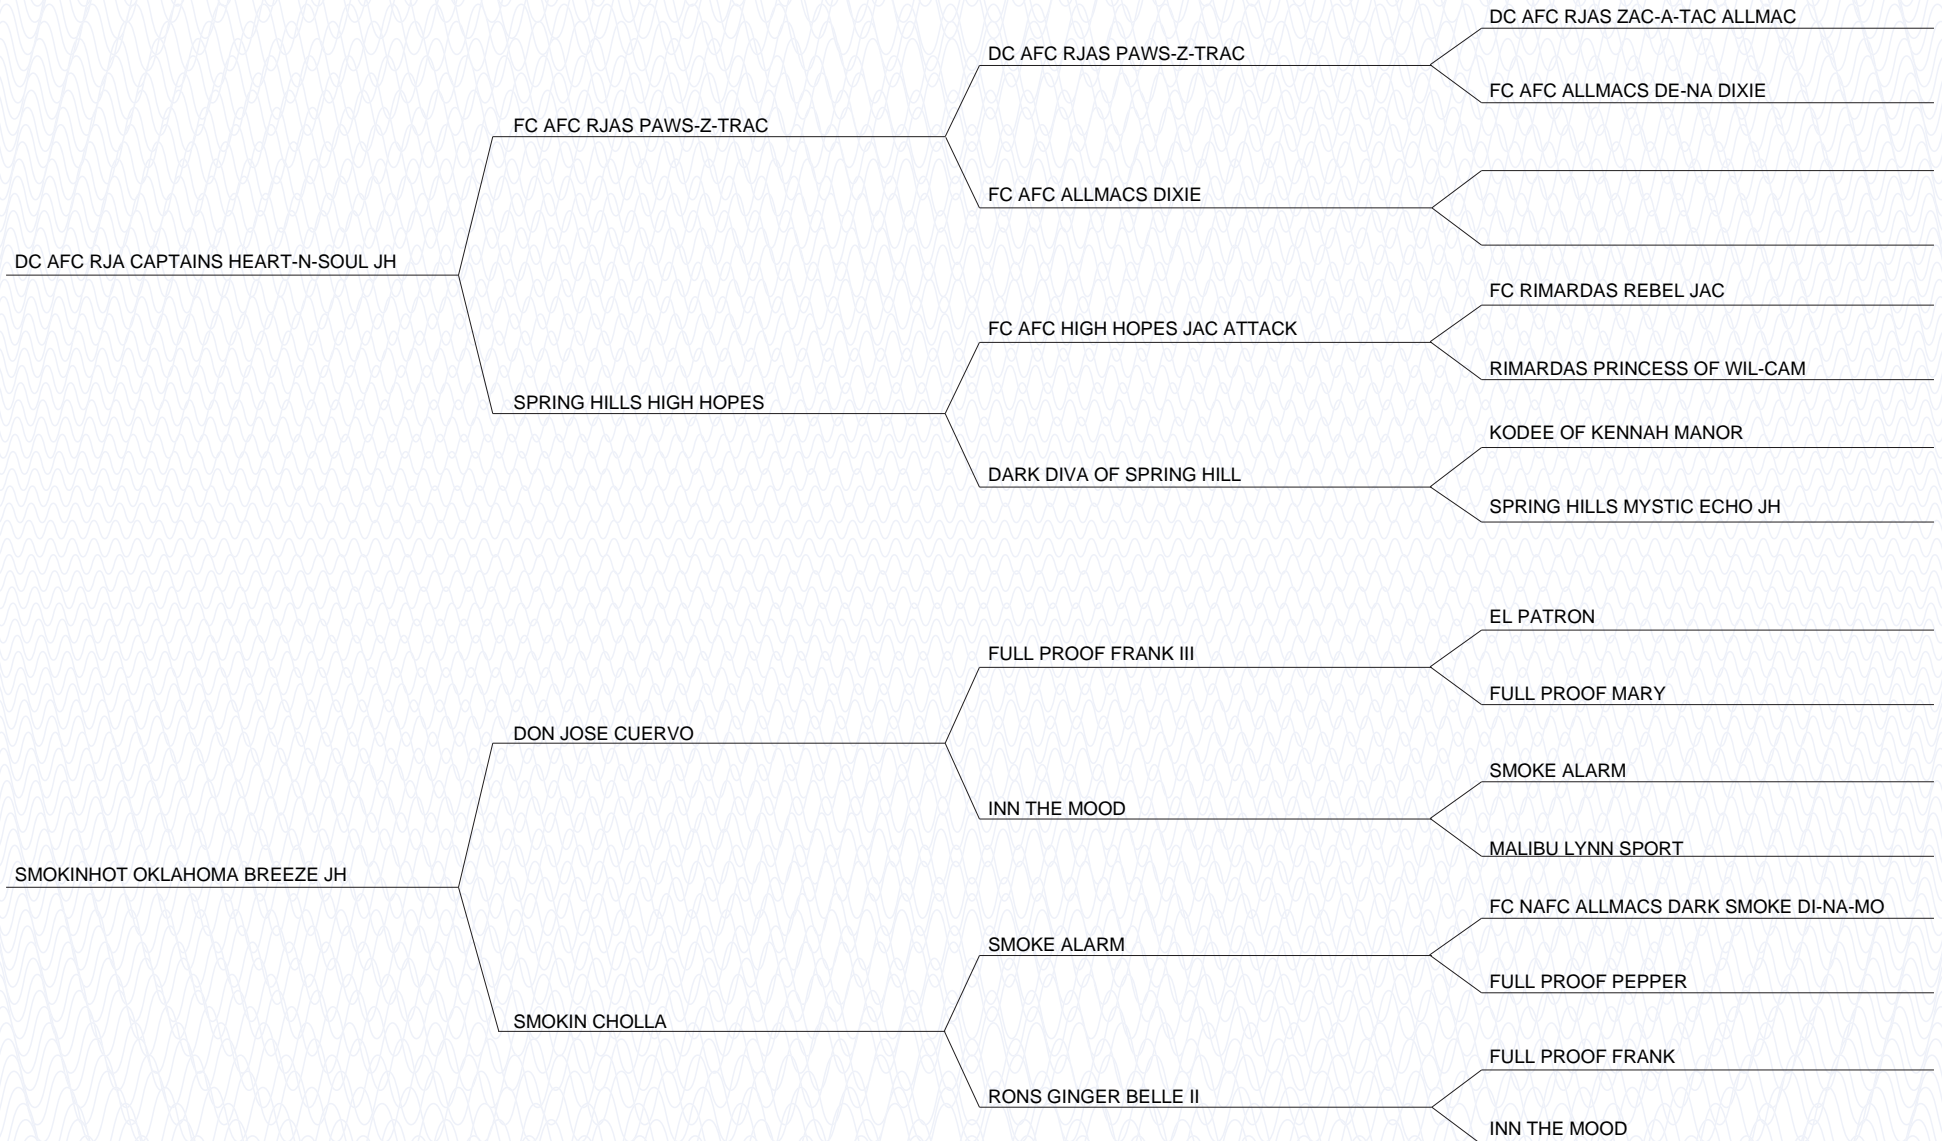 DC AFC RJAS ZAC-A-TAC ALLMAC
DC AFC RJAS PAWS-Z-TRAC
FC AFC ALLMACS DE-NA DIXIE
FC AFC RJAS PAWS-Z-TRAC
FC AFC ALLMACS DIXIE
DC AFC RJA CAPTAINS HEART-N-SOUL JH
FC RIMARDAS REBEL JAC
FC AFC HIGH HOPES JAC ATTACK
RIMARDAS PRINCESS OF WIL-CAM
SPRING HILLS HIGH HOPES
KODEE OF KENNAH MANOR
DARK DIVA OF SPRING HILL
SPRING HILLS MYSTIC ECHO JH
EL PATRON
FULL PROOF FRANK III
FULL PROOF MARY
DON JOSE CUERVO
SMOKE ALARM
INN THE MOOD
MALIBU LYNN SPORT
SMOKINHOT OKLAHOMA BREEZE JH
FC NAFC ALLMACS DARK SMOKE DI-NA-MO
SMOKE ALARM
FULL PROOF PEPPER
SMOKIN CHOLLA
FULL PROOF FRANK
RONS GINGER BELLE II
INN THE MOOD